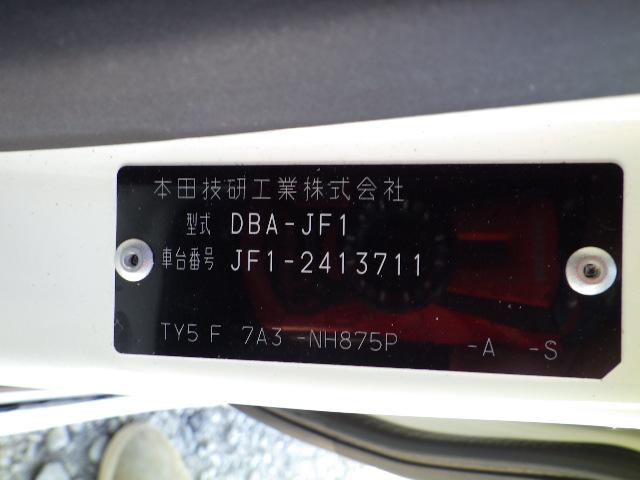 本田技研工業株式会社
型式 DBA-JF1
車台番号 JF1-2413711
TY5 F 7A3 -NH875P -A -S